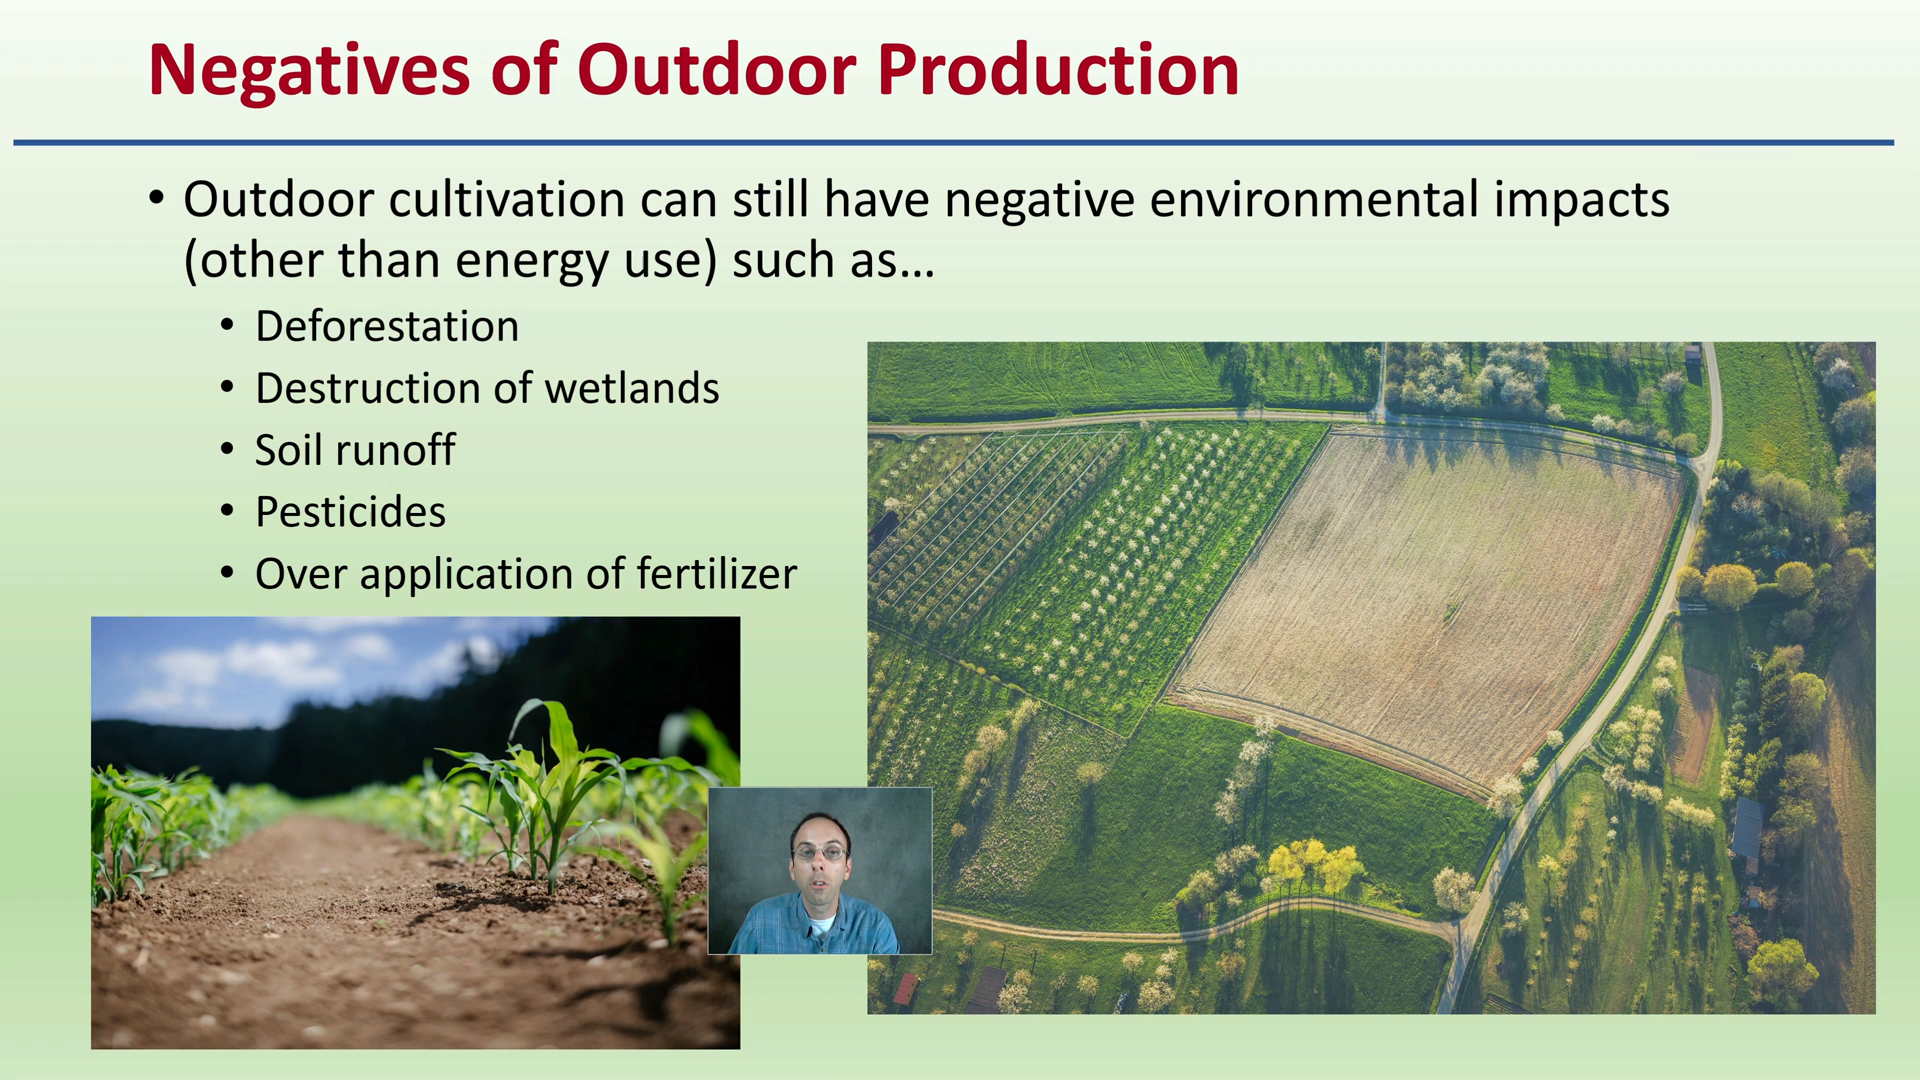 Negatives of Outdoor Production
• Outdoor cultivation can still have negative environmental impacts
(other than energy use) such as…
• Deforestation
• Destruction of wetlands
• Soil runoff
• Pesticides
• Over application of fertilizer